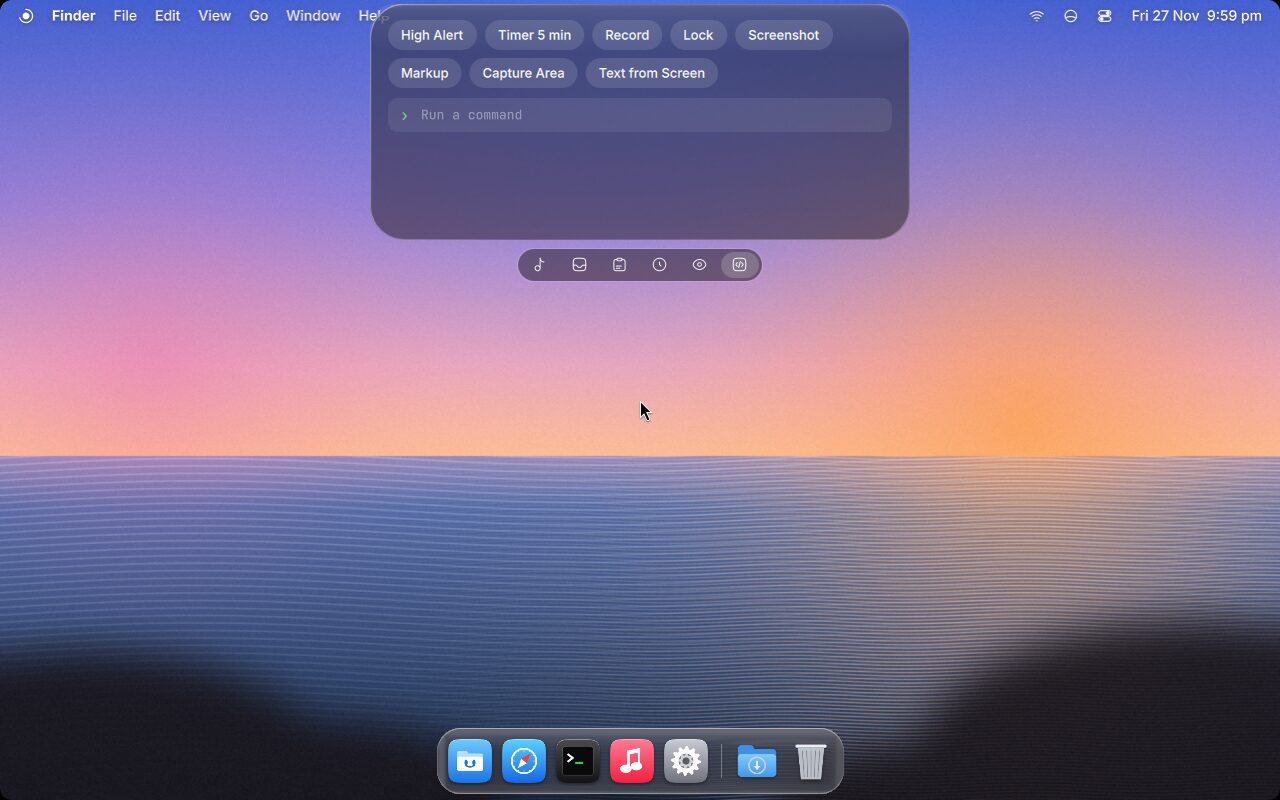 Finder File Edit View Go Window Help Fri 27 Nov 9:59 pm
High Alert Timer 5 min Record Lock Screenshot
Markup Capture Area Text from Screen
› Run a command